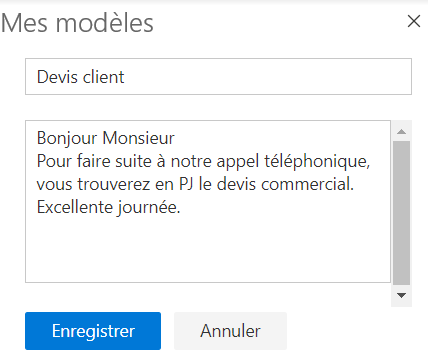 Mes modèles
Devis client
Bonjour Monsieur
Pour faire suite à notre appel téléphonique,
vous trouverez en PJ le devis commercial.
Excellente journée.
Enregistrer
Annuler